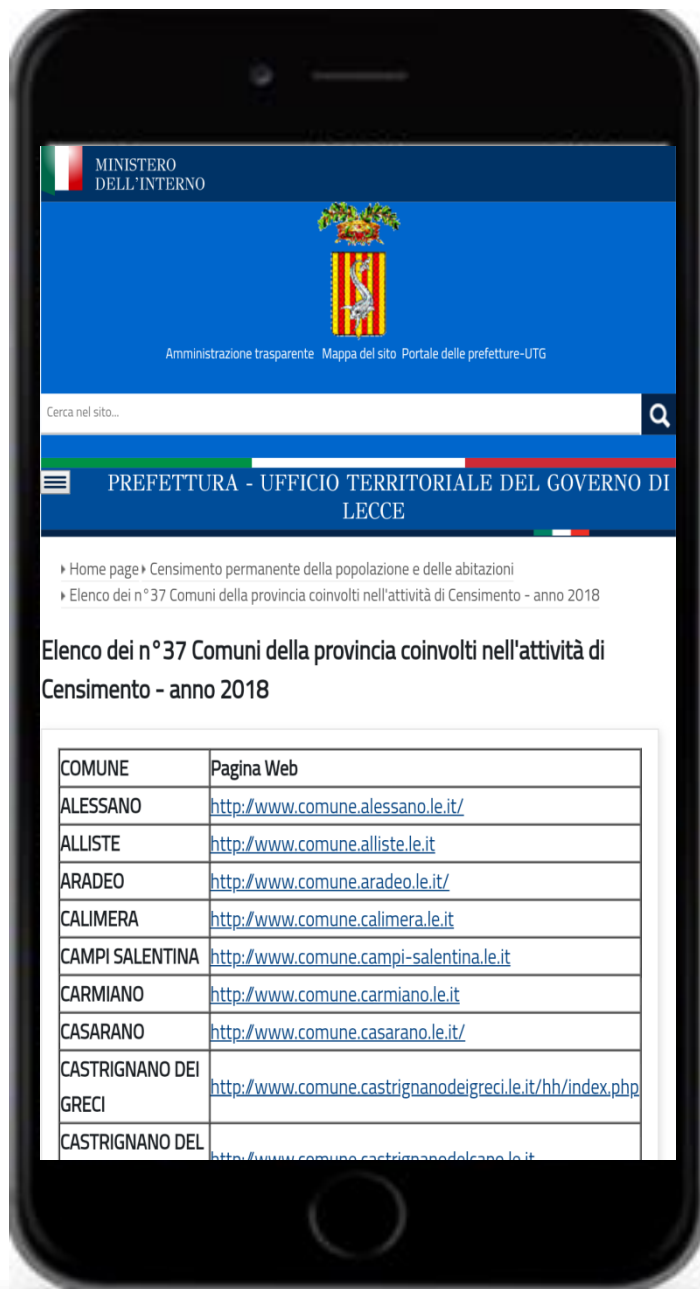 MINISTERO
DELL'INTERNO
Amministrazione trasparente Mappa del sito Portale delle prefetture-UTG
Cerca nel sito...
PREFETTURA - UFFICIO TERRITORIALE DEL GOVERNO DI
LECCE
Home page Censimento permanente della popolazione e delle abitazioni
Elenco dei n°37 Comuni della provincia coinvolti nell'attività di Censimento - anno 2018
Elenco dei n°37 Comuni della provincia coinvolti nell'attività di
Censimento - anno 2018
COMUNE Pagina Web
ALESSANO http://www.comune.alessano.le.it/
ALLISTE http://www.comune.alliste.le.it
ARADEO http://www.comune.aradeo.le.it/
CALIMERA http://www.comune.calimera.le.it
CAMPI SALENTINA http://www.comune.campi-salentina.le.it
CARMIANO http://www.comune.carmiano.le.it
CASARANO http://www.comune.casarano.le.it/
CASTRIGNANO DEI
GRECI http://www.comune.castrignanodeigreci.le.it/hh/index.php
CASTRIGNANO DEL
http://www.comune.castrignanodelcapo.le.it